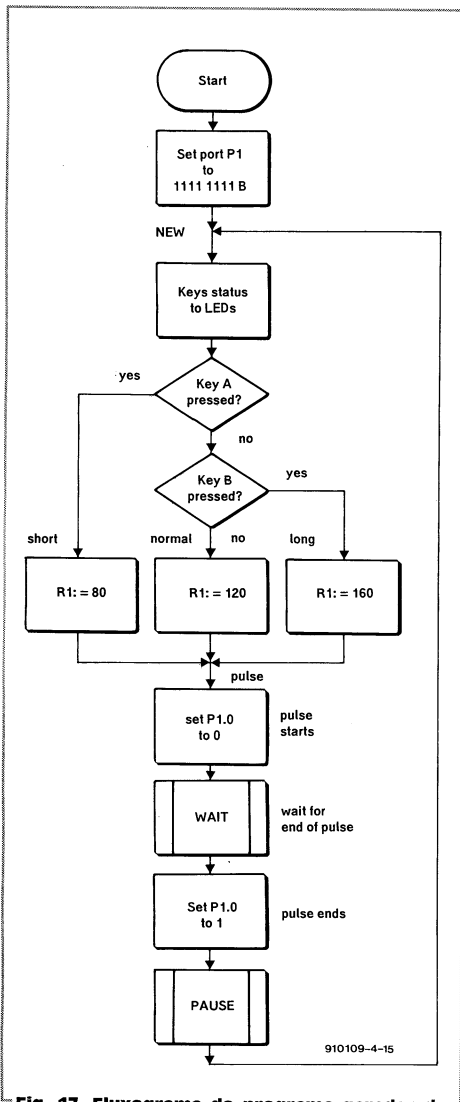 Start
Set port P1
to
1111 1111 B
NEW
Keys status
to LEDs
yes
Key A
pressed?
no
Key B
pressed?
yes
short
normal
no
long
R1: = 80
R1: = 120
R1: = 160
pulse
set P1.0
to 0
pulse
starts
WAIT
wait for
end of pulse
Set P1.0
to 1
pulse ends
PAUSE
910109-4-15
Fig. 17. Fluxograma do programa